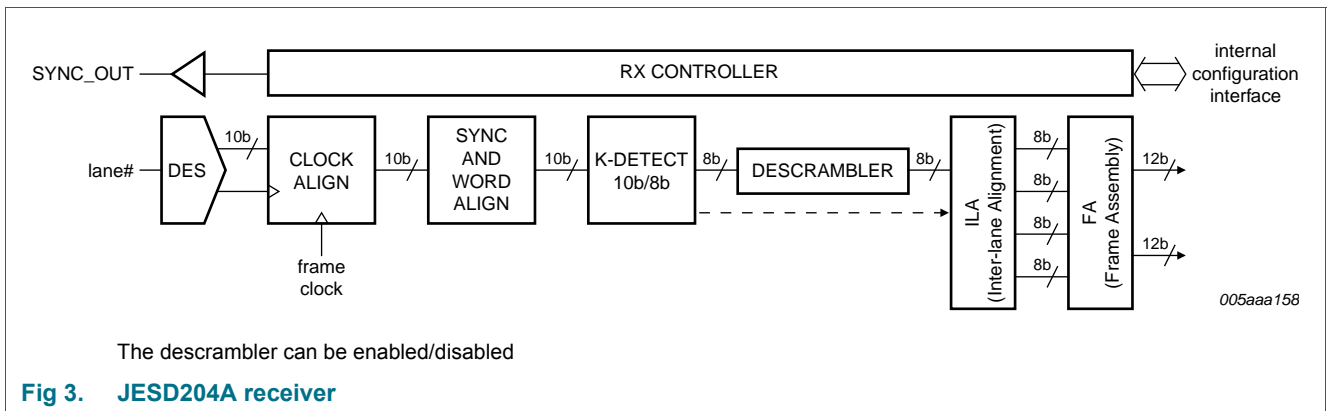 SYNC_OUT
RX CONTROLLER
internal
configuration
interface
lane#
DES
10b
CLOCK
ALIGN
frame
clock
10b
SYNC
AND
WORD
ALIGN
10b
K-DETECT
10b/8b
8b
DESCRAMBLER
8b
ILA
(Inter-lane Alignment)
8b
8b
8b
8b
FA
(Frame Assembly)
12b
12b
005aaa158
The descrambler can be enabled/disabled
Fig 3. JESD204A receiver